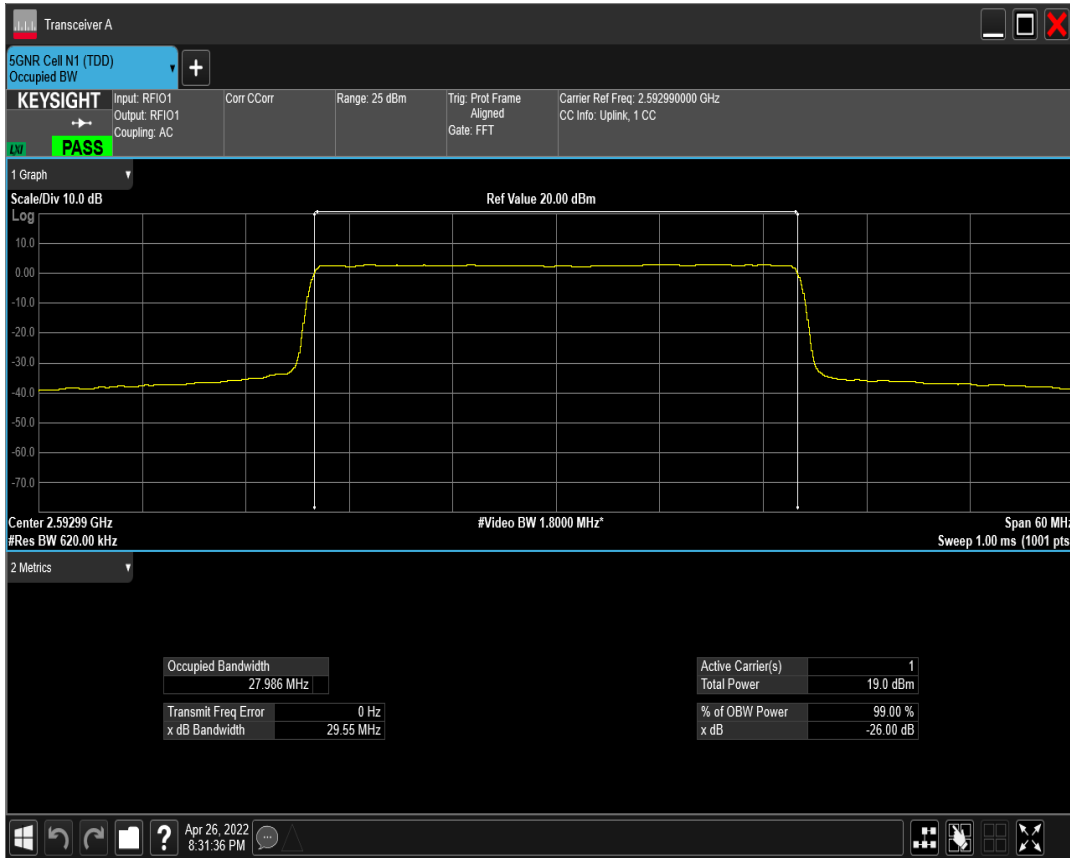 Transceiver A
5GNR Cell N1 (TDD)
Occupied BW
KEYSIGHT
LXI
PASS
Input: RFIO1
Output: RFIO1
Coupling: AC
Corr CCorr
Range: 25 dBm
Trig: Prot Frame
Aligned
Gate: FFT
Carrier Ref Freq: 2.592990000 GHz
CC Info: Uplink, 1 CC
1 Graph
Scale/Div 10.0 dB
Ref Value 20.00 dBm
Log
10.0
0.00
-10.0
-20.0
-30.0
-40.0
-50.0
-60.0
-70.0
Center 2.59299 GHz
#Video BW 1.8000 MHz*
Span 60 MHz
#Res BW 620.00 kHz
Sweep 1.00 ms (1001 pts
2 Metrics
Occupied Bandwidth
27.986 MHz
Transmit Freq Error 0 Hz
x dB Bandwidth 29.55 MHz
Active Carrier(s) 1
Total Power 19.0 dBm
% of OBW Power 99.00 %
x dB -26.00 dB
?
Apr 26, 2022
8:31:36 PM